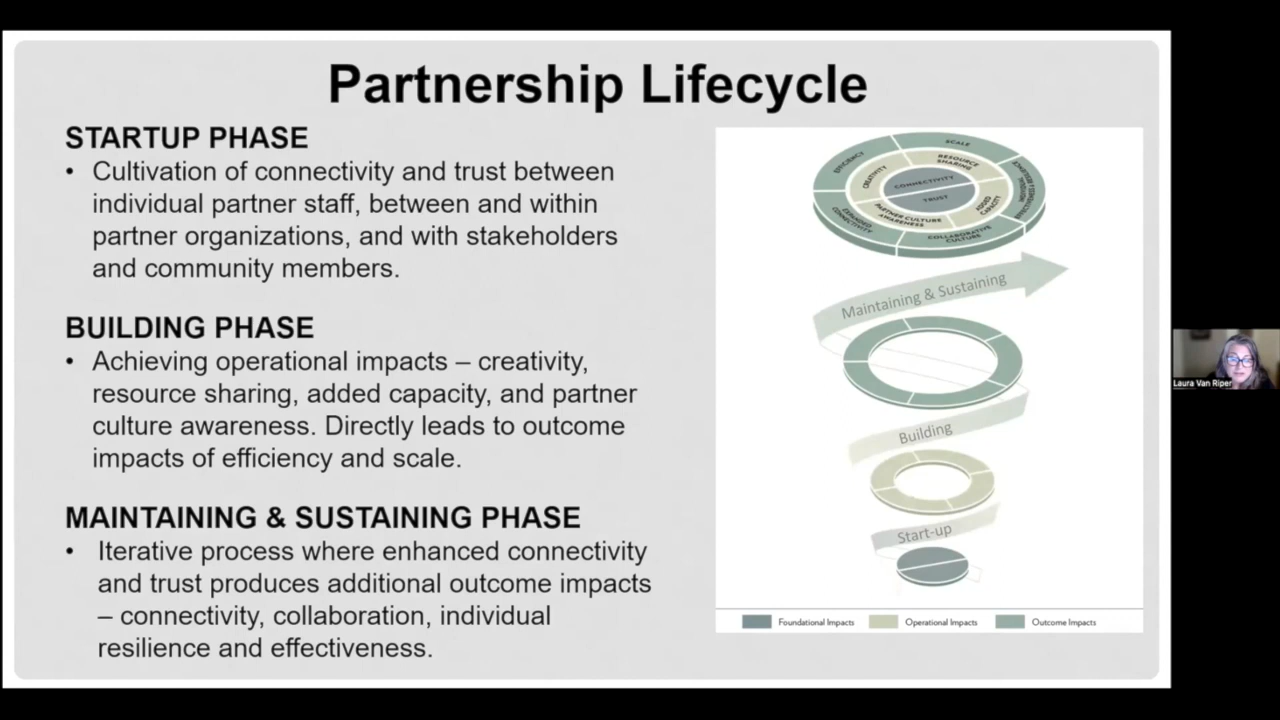 Partnership Lifecycle
STARTUP PHASE
• Cultivation of connectivity and trust between
individual partner staff, between and within
partner organizations, and with stakeholders
and community members.
BUILDING PHASE
• Achieving operational impacts – creativity,
resource sharing, added capacity, and partner
culture awareness. Directly leads to outcome
impacts of efficiency and scale.
MAINTAINING & SUSTAINING PHASE
• Iterative process where enhanced connectivity
and trust produces additional outcome impacts
– connectivity, collaboration, individual
resilience and effectiveness.
EFFICIENCY
SCALE
CREATIVITY
RESOURCE
SHARING
CONNECTIVITY
TRUST
ADDED
CAPACITY
PARTNER CULTURE
AWARENESS
EXPANDED
CONNECTIVITY
COLLABORATIVE
CULTURE
INDIVIDUAL
Maintaining & Sustaining
Building
Start-up
Foundational Impacts
Operational Impacts
Outcome Impacts
Laura Van Riper